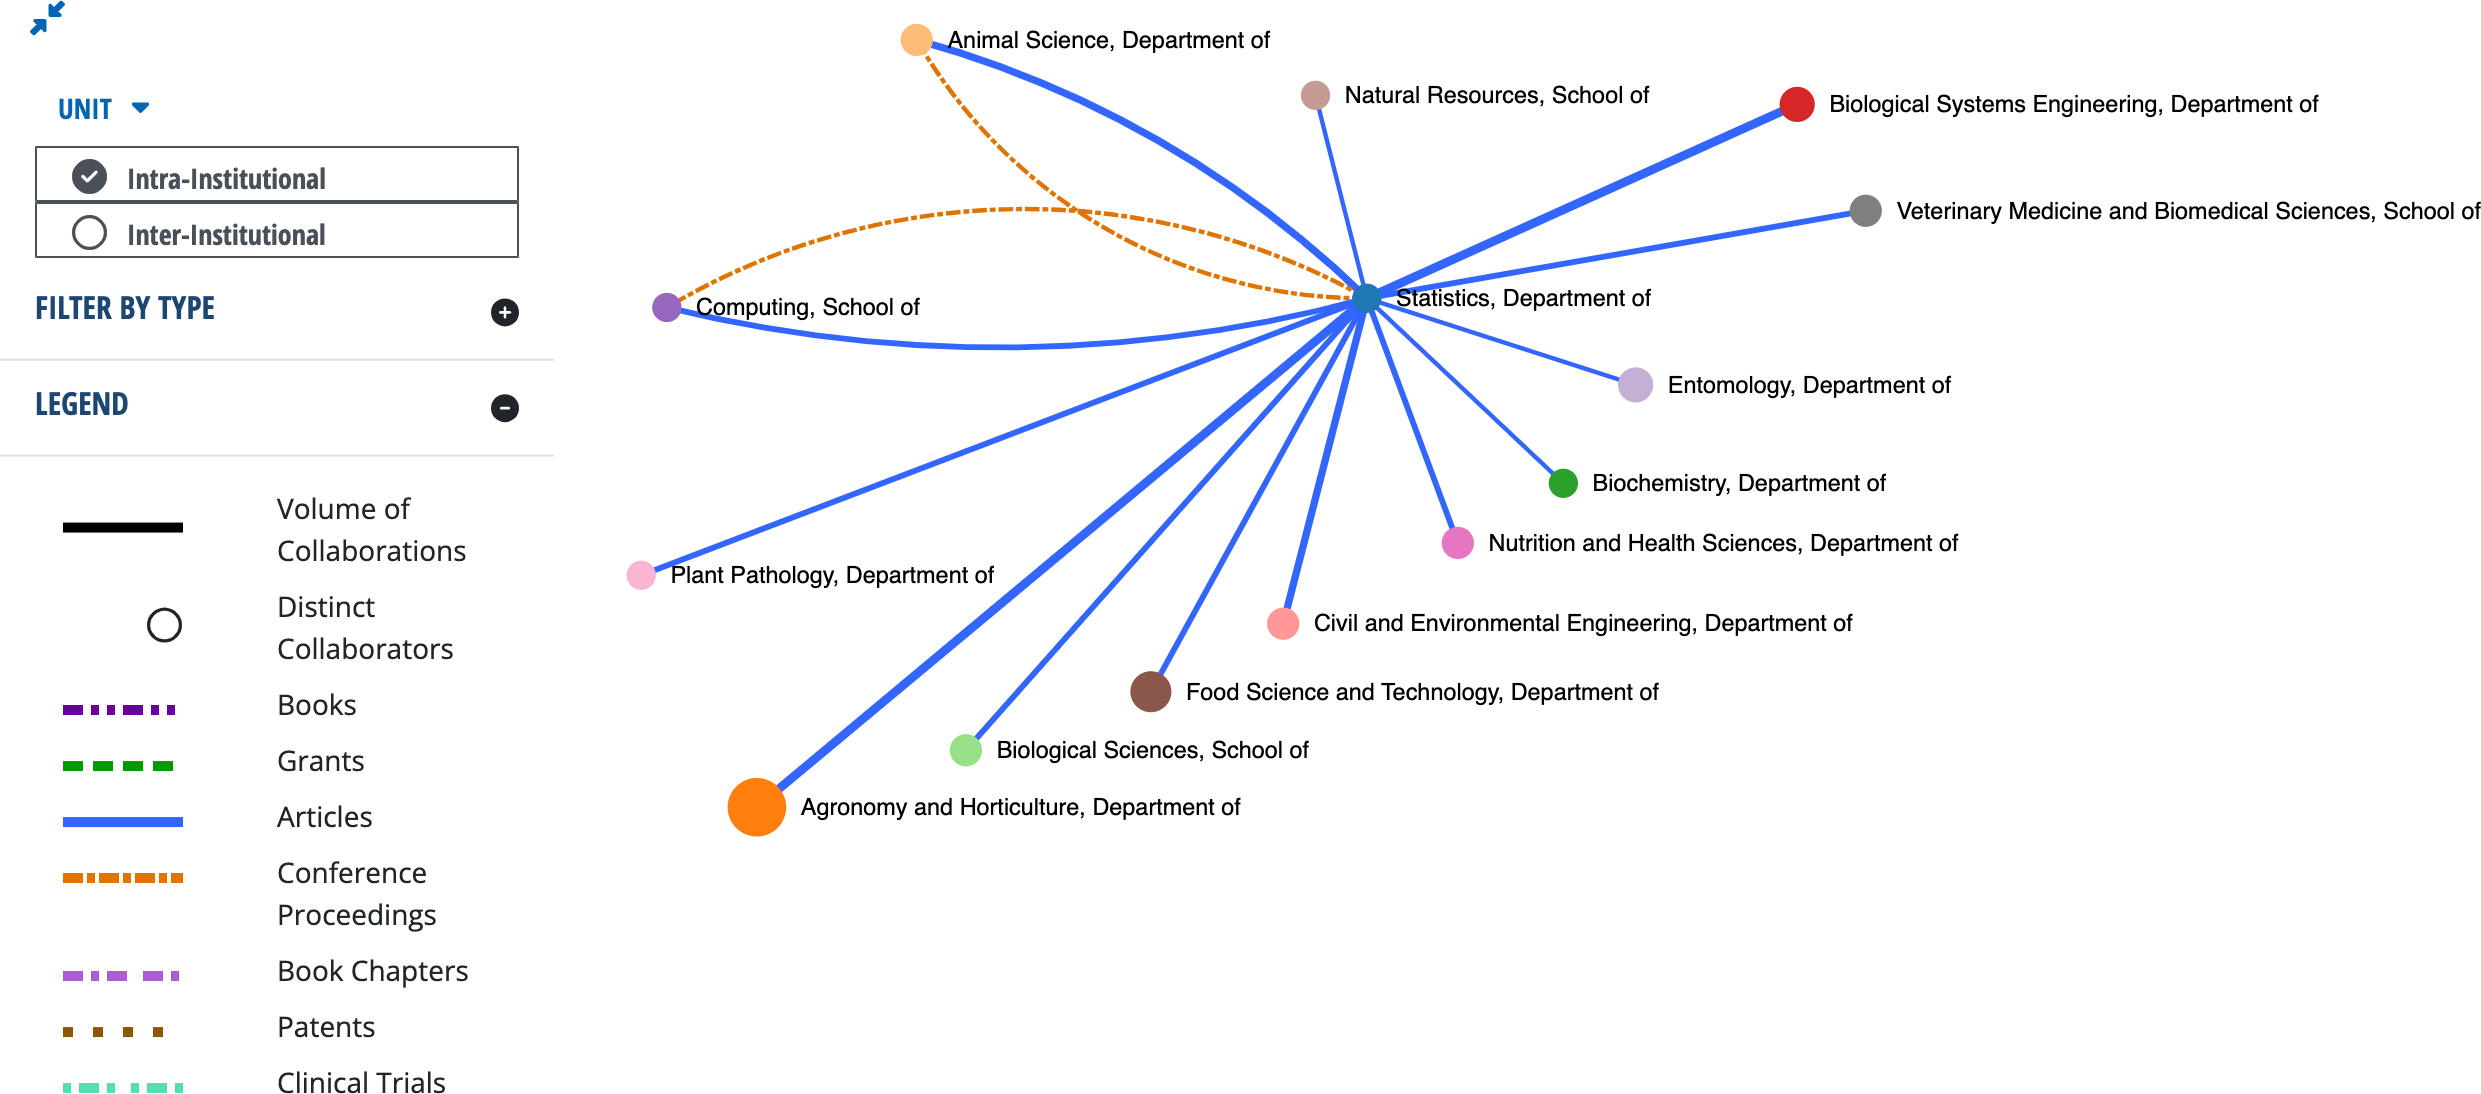 UNIT
Intra-Institutional
Inter-Institutional
FILTER BY TYPE
LEGEND
Volume of
Collaborations
Distinct
Collaborators
Books
Grants
Articles
Conference
Proceedings
Book Chapters
Patents
Clinical Trials
Animal Science, Department of
Natural Resources, School of
Biological Systems Engineering, Department of
Veterinary Medicine and Biomedical Sciences, School of
Statistics, Department of
Computing, School of
Entomology, Department of
Biochemistry, Department of
Nutrition and Health Sciences, Department of
Plant Pathology, Department of
Civil and Environmental Engineering, Department of
Food Science and Technology, Department of
Biological Sciences, School of
Agronomy and Horticulture, Department of